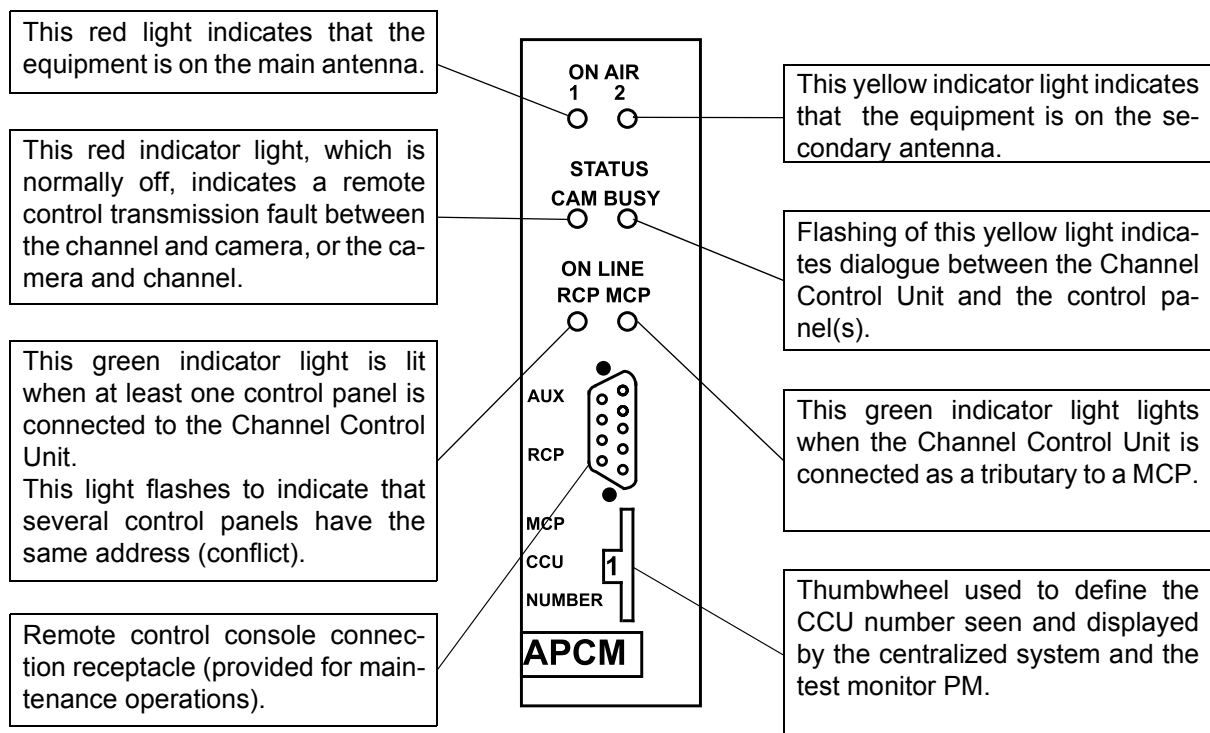 This red light indicates that the
equipment is on the main antenna.
This red indicator light, which is
normally off, indicates a remote
control transmission fault between
the channel and camera, or the ca-
mera and channel.
This green indicator light is lit
when at least one control panel is
connected to the Channel Control
Unit.
This light flashes to indicate that
several control panels have the
same address (conflict).
Remote control console connec-
tion receptacle (provided for main-
tenance operations).
ON AIR
1 2
STATUS
CAM BUSY
ON LINE
RCP MCP
AUX
RCP
MCP
CCU
1
NUMBER
APCM
This yellow indicator light indicates
that the equipment is on the se-
condary antenna.
Flashing of this yellow light indica-
tes dialogue between the Channel
Control Unit and the control pa-
nel(s).
This green indicator light lights
when the Channel Control Unit is
connected as a tributary to a MCP.
Thumbwheel used to define the
CCU number seen and displayed
by the centralized system and the
test monitor PM.